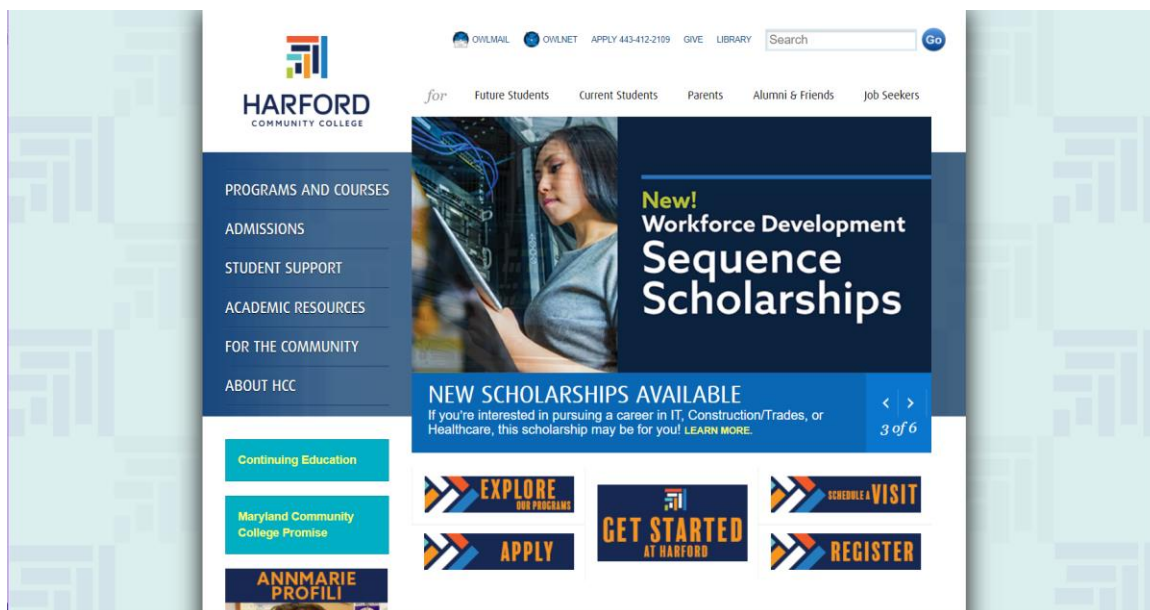 OWLMAIL OWLNET APPLY 443-412-2109 GIVE LIBRARY Search Go
HARFORD
COMMUNITY COLLEGE
for Future Students Current Students Parents Alumni & Friends Job Seekers
PROGRAMS AND COURSES
ADMISSIONS
STUDENT SUPPORT
ACADEMIC RESOURCES
FOR THE COMMUNITY
ABOUT HCC
New!
Workforce Development
Sequence
Scholarships
NEW SCHOLARSHIPS AVAILABLE
If you're interested in pursuing a career in IT, Construction/Trades, or
Healthcare, this scholarship may be for you! LEARN MORE.
< >
3 of 6
Continuing Education
Maryland Community
College Promise
ANNMARIE
PROFILI
EXPLORE
OUR PROGRAMS
APPLY
GET STARTED
AT HARFORD
SCHEDULE A VISIT
REGISTER